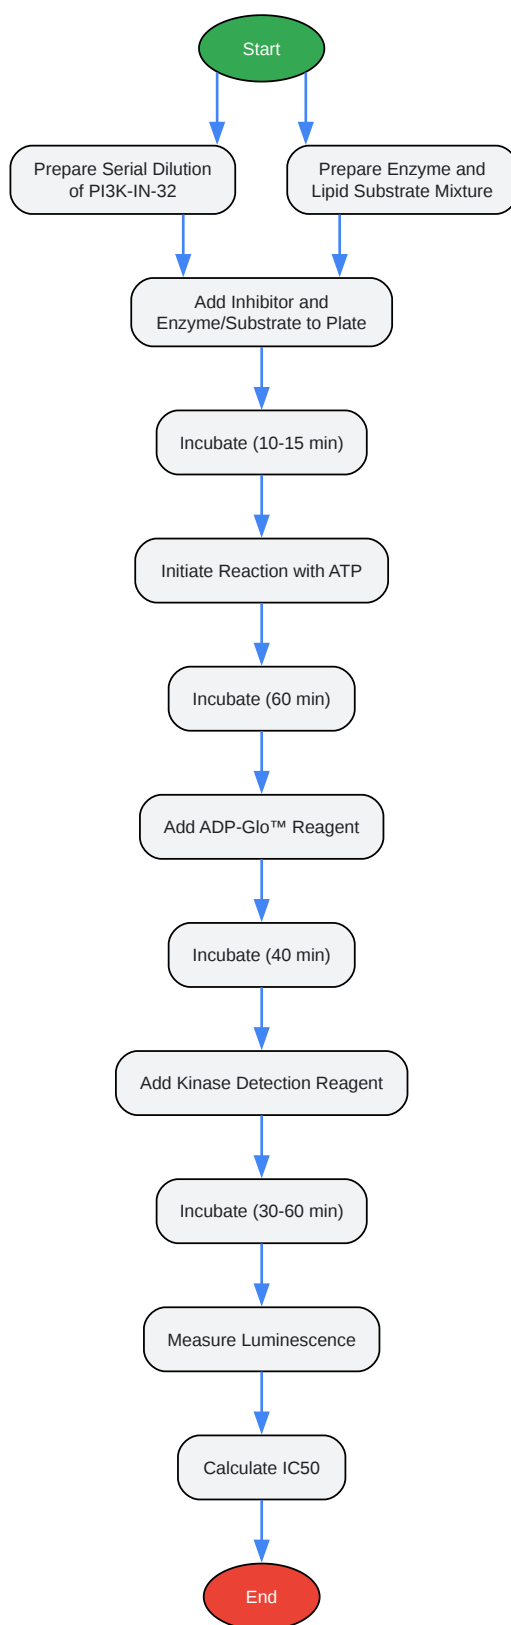 Start
Prepare Serial Dilution
of PI3K-IN-32
Prepare Enzyme and
Lipid Substrate Mixture
Add Inhibitor and
Enzyme/Substrate to Plate
Incubate (10-15 min)
Initiate Reaction with ATP
Incubate (60 min)
Add ADP-Glo™ Reagent
Incubate (40 min)
Add Kinase Detection Reagent
Incubate (30-60 min)
Measure Luminescence
Calculate IC50
End